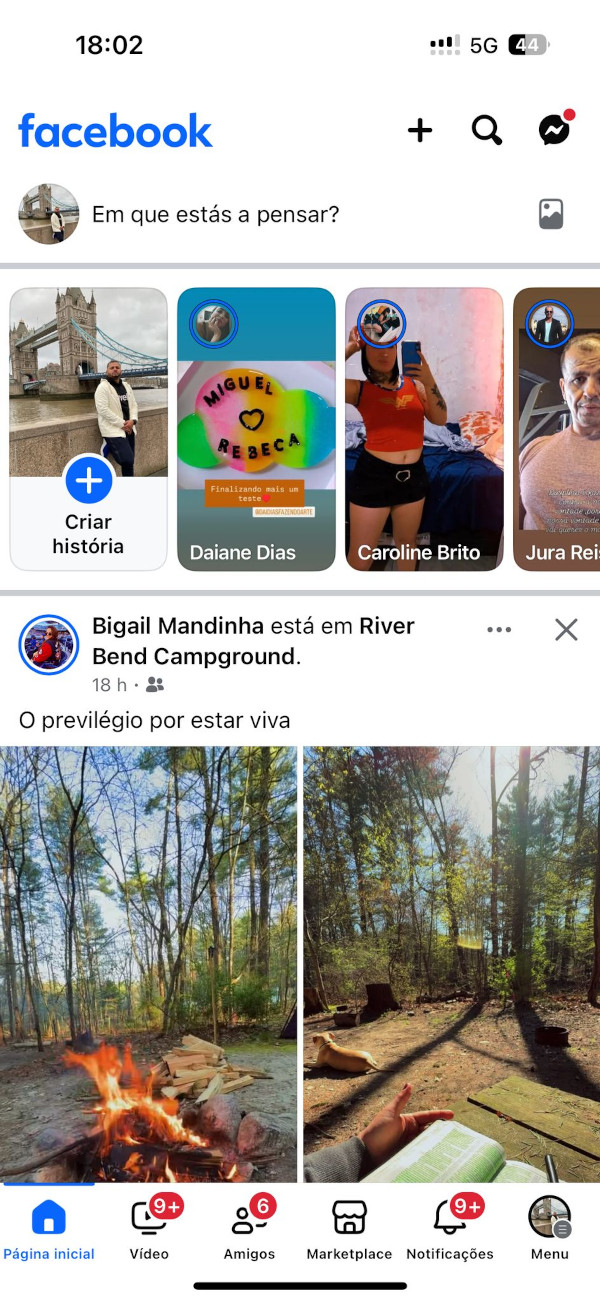 18:02
5G
44
facebook
Em que estás a pensar?
MIGUEL
REBECA
Finalizando mais um
teste
@DAIDIASFAZENDOARTE
Criar
história
Daiane Dias
Caroline Brito
Jura Reis
Bigail Mandinha está em River
Bend Campground.
18 h
O previlégio por estar viva
9+
6
9+
Página inicial
Vídeo
Amigos
Marketplace
Notificações
Menu